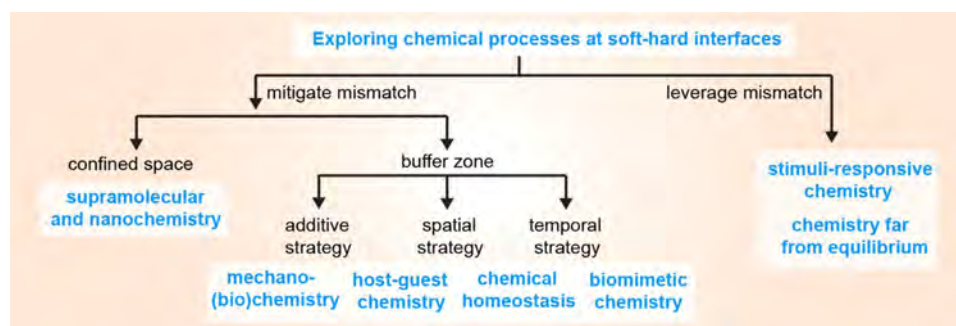 Exploring chemical processes at soft-hard interfaces
mitigate mismatch
leverage mismatch
confined space
supramolecular
and nanochemistry
buffer zone
additive
strategy
spatial
strategy
temporal
strategy
mechano-
(bio)chemistry
host-guest
chemistry
chemical
homeostasis
biomimetic
chemistry
stimuli-responsive
chemistry
chemistry far
from equilibrium